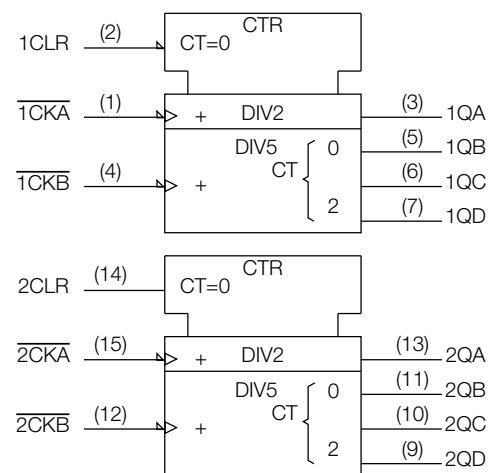 CTR
1CLR (2) CT=0
1CKA (1) + DIV2 (3) 1QA
DIV5 0 (5) 1QB
1CKB (4) + CT (6) 1QC
2 (7) 1QD
CTR
2CLR (14) CT=0
2CKA (15) + DIV2 (13) 2QA
DIV5 0 (11) 2QB
2CKB (12) + CT (10) 2QC
2 (9) 2QD